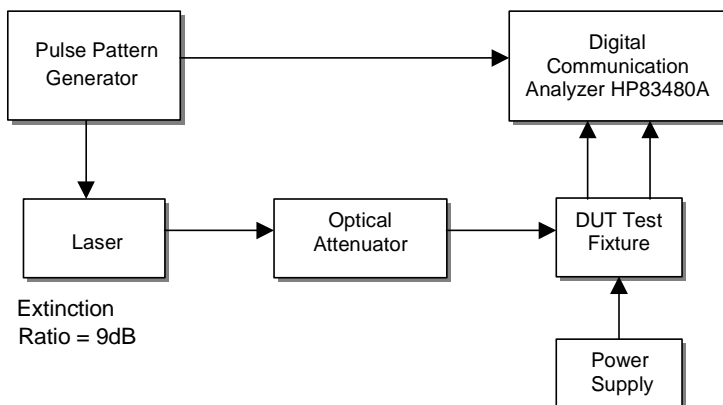 Pulse Pattern
Generator
Digital
Communication
Analyzer HP83480A
Laser
Optical
Attenuator
DUT Test
Fixture
Extinction
Ratio = 9dB
Power
Supply